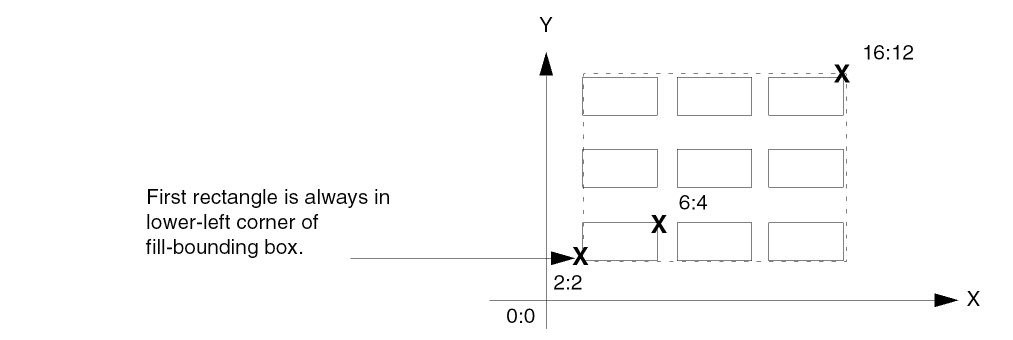 Y
16:12
First rectangle is always in
lower-left corner of
fill-bounding box.
6:4
X
X
X
2:2
0:0
X